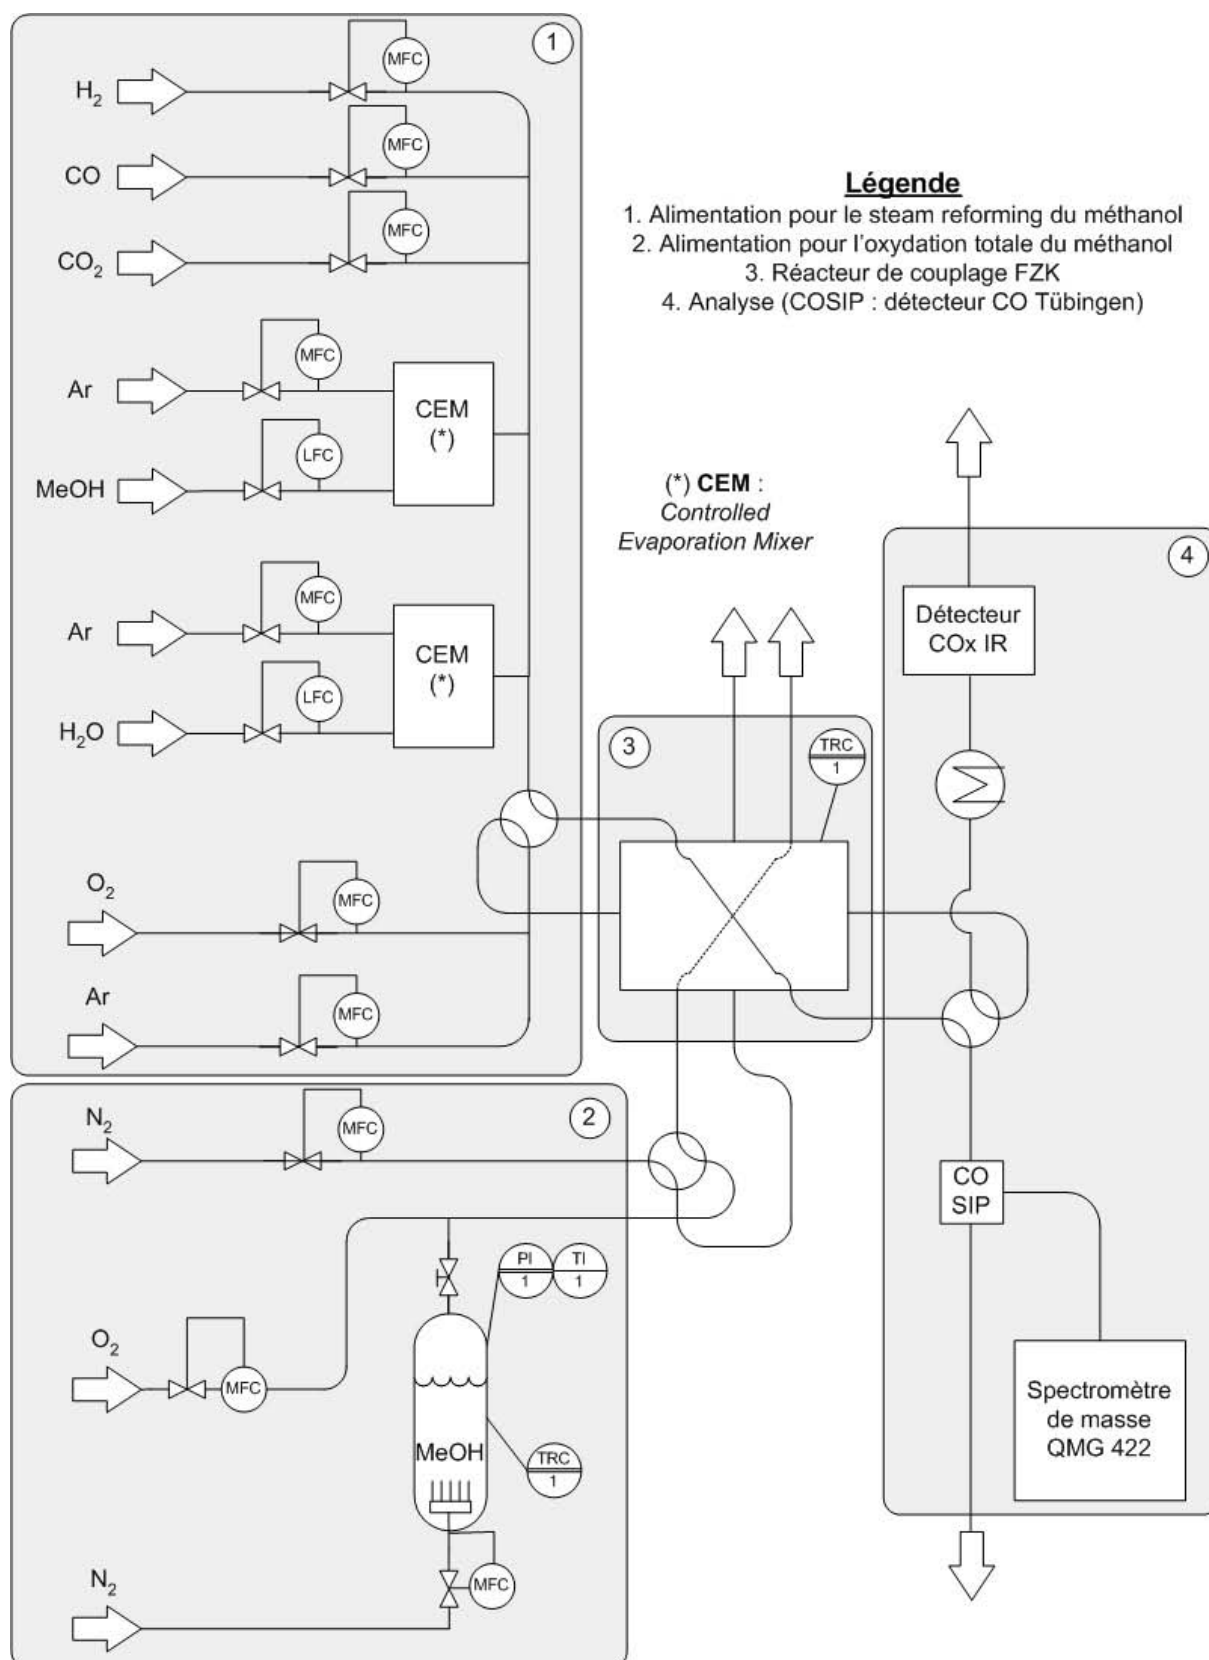 1
MFC
H2
MFC
CO
MFC
CO2
Légende
1. Alimentation pour le steam reforming du méthanol
2. Alimentation pour l'oxydation totale du méthanol
3. Réacteur de couplage FZK
4. Analyse (COSIP : détecteur CO Tübingen)
MFC
Ar
CEM
(*)
LFC
MeOH
(*) CEM :
Controlled
Evaporation Mixer
4
MFC
Ar
CEM
(*)
LFC
H2O
Détecteur
COx IR
3
TRC
1
O2
MFC
Ar
MFC
2
N2
MFC
CO
SIP
PI
1
TI
1
O2
MFC
MeOH
TRC
1
Spectromètre
de masse
QMG 422
N2
MFC